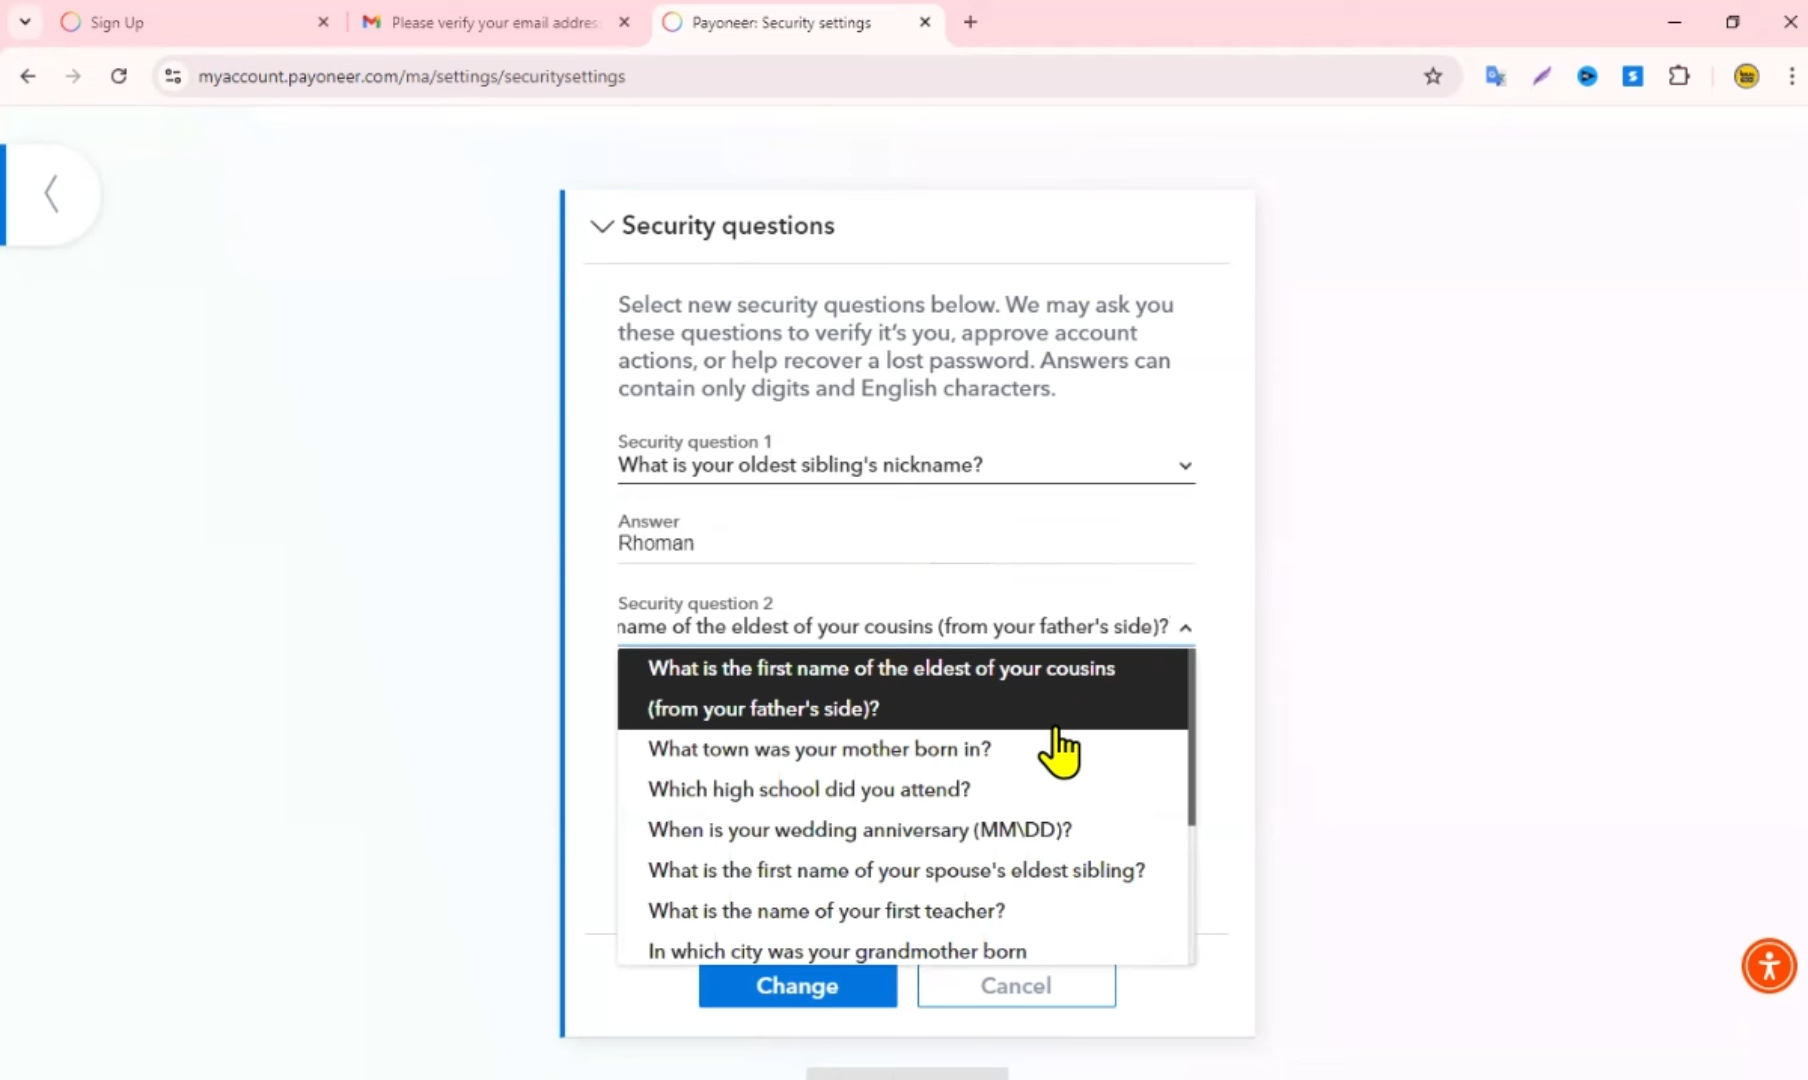 Sign Up
Please verify your email addres
Payoneer: Security settings
myaccount.payoneer.com/ma/settings/securitysettings
Security questions
Select new security questions below. We may ask you
these questions to verify it's you, approve account
actions, or help recover a lost password. Answers can
contain only digits and English characters.
Security question 1
What is your oldest sibling's nickname?
Answer
Rhoman
Security question 2
name of the eldest of your cousins (from your father's side)?
What is the first name of the eldest of your cousins
(from your father's side)?
What town was your mother born in?
Which high school did you attend?
When is your wedding anniversary (MM\DD)?
What is the first name of your spouse's eldest sibling?
What is the name of your first teacher?
In which city was your grandmother born
Change
Cancel